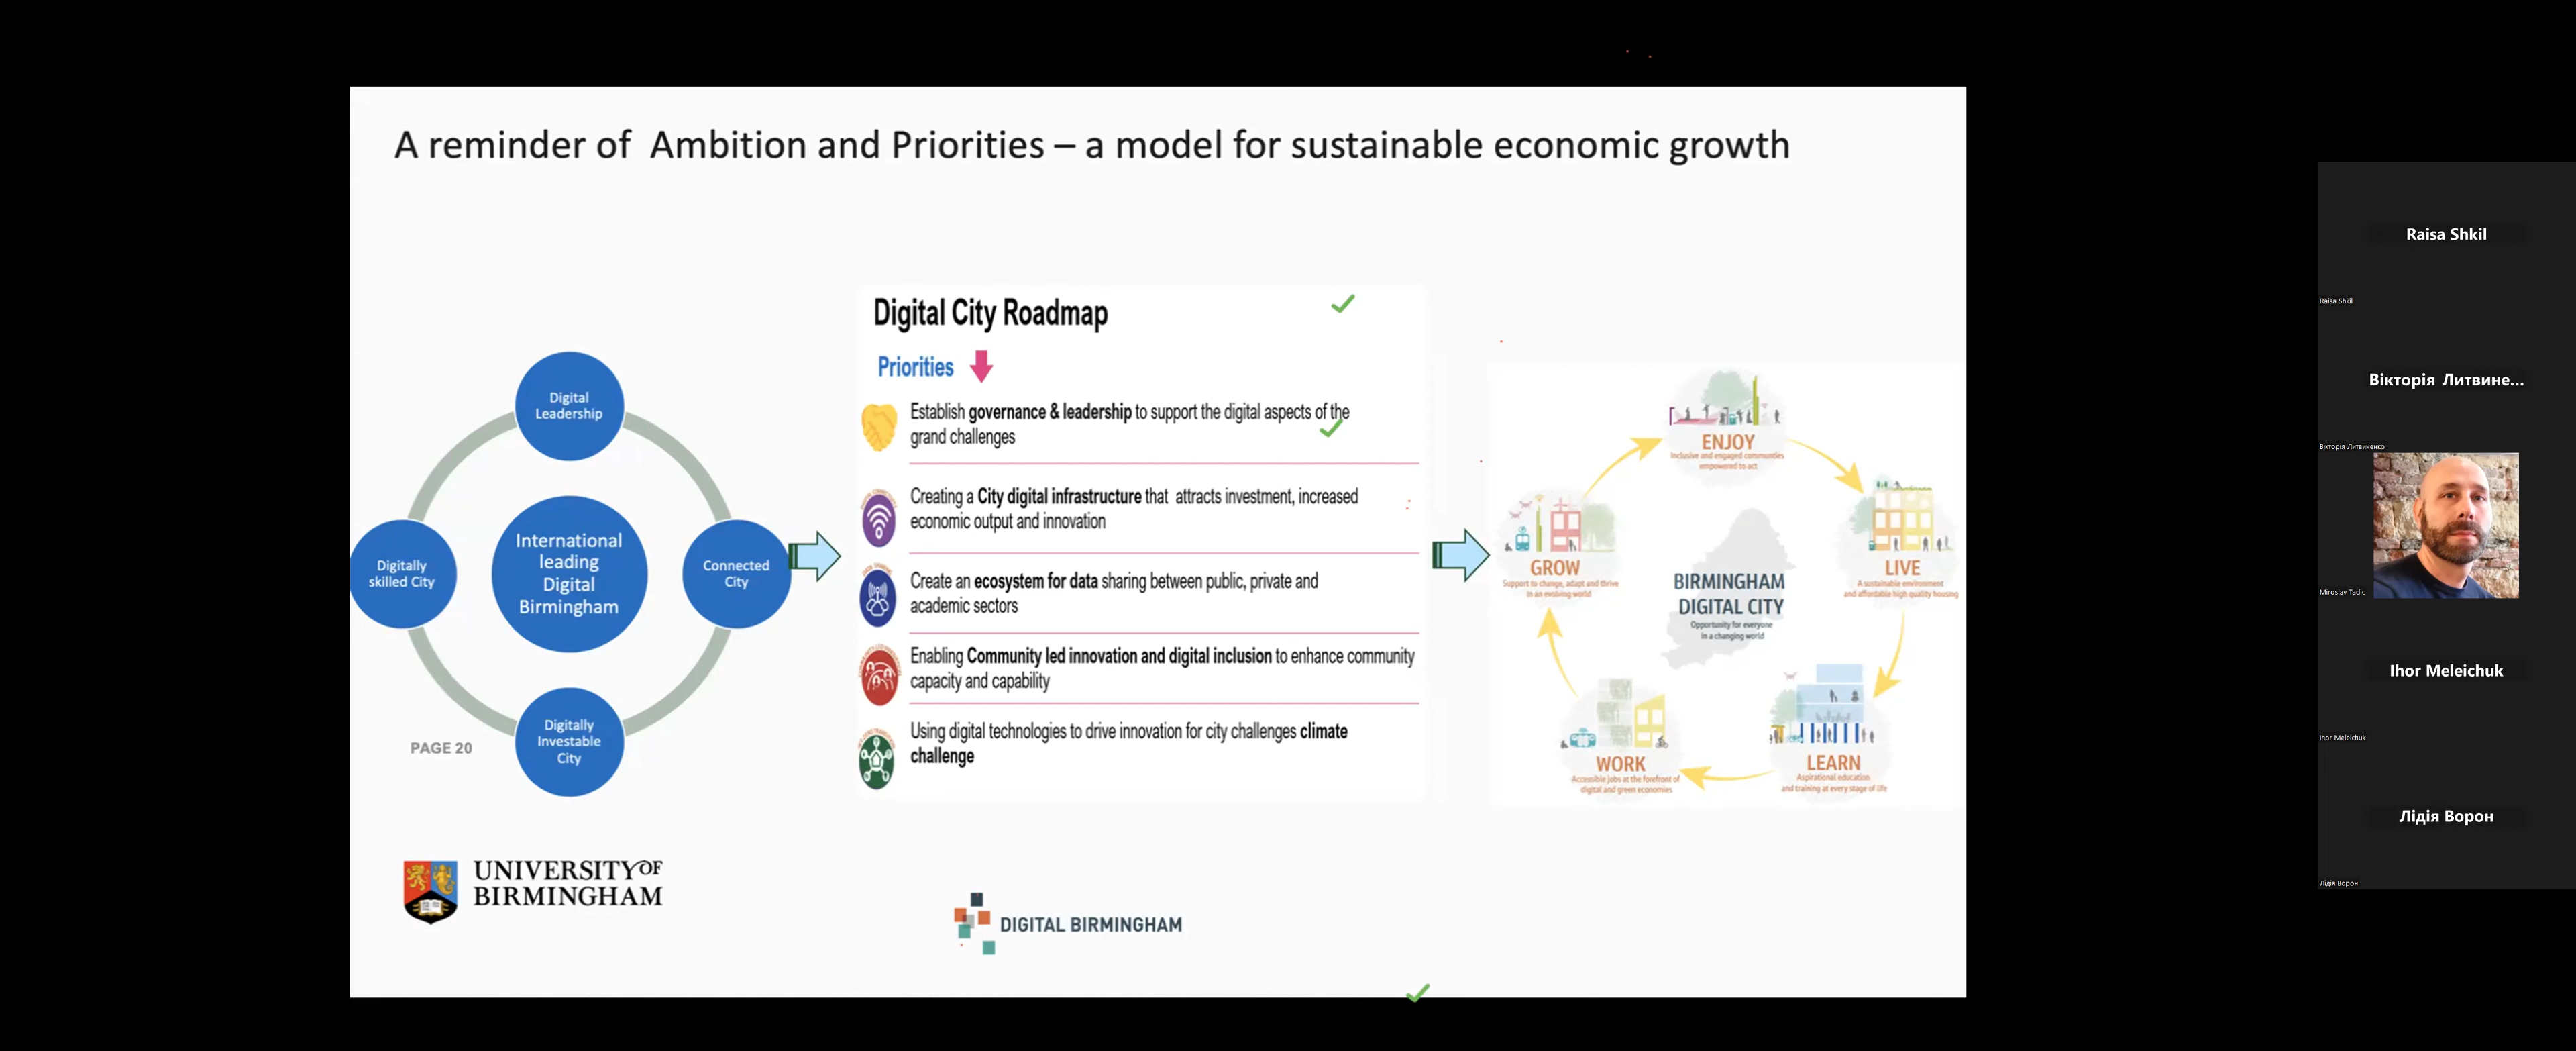 A reminder of  Ambition and Priorities – a model for sustainable economic growth
Digital
Leadership
Digitally
skilled City
International
leading
Digital
Birmingham
Connected
City
Digitally
Investable
City
PAGE 20
Digital City Roadmap
Priorities
Establish governance & leadership to support the digital aspects of the
grand challenges
Creating a City digital infrastructure that  attracts investment, increased
economic output and innovation
Create an ecosystem for data sharing between public, private and
academic sectors
Enabling Community led innovation and digital inclusion to enhance community
capacity and capability
Using digital technologies to drive innovation for city challenges climate
challenge
ENJOY
Inclusive and engaged communities
empowered to act
GROW
Support to change, adapt and thrive
in an evolving world
LIVE
A sustainable environment
and affordable high quality housing
BIRMINGHAM
DIGITAL CITY
Opportunity for everyone
in a changing world
WORK
Accessible jobs at the forefront of
digital and green economies
LEARN
Aspirational education
and training at every stage of life
UNIVERSITY OF
BIRMINGHAM
DIGITAL BIRMINGHAM
Raisa Shkil
Raisa Shkil
Вікторія Литвине...
Вікторія Литвиненко
Miroslav Tadic
Ihor Meleichuk
Ihor Meleichuk
Лідія Ворон
Лідія Ворон